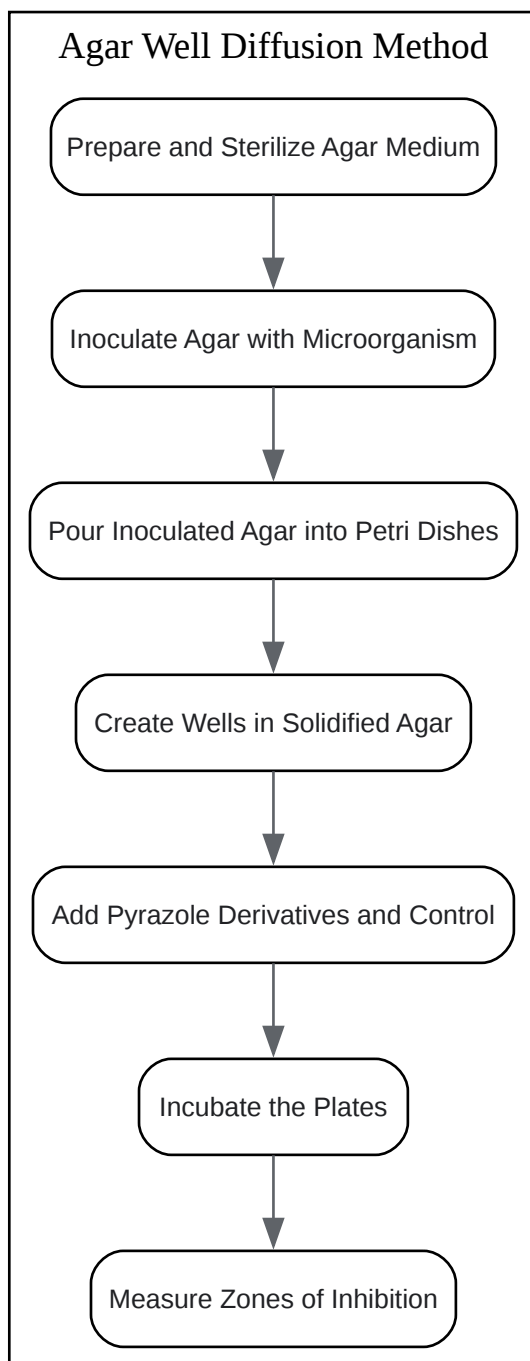 Agar Well Diffusion Method
Prepare and Sterilize Agar Medium
Inoculate Agar with Microorganism
Pour Inoculated Agar into Petri Dishes
Create Wells in Solidified Agar
Add Pyrazole Derivatives and Control
Incubate the Plates
Measure Zones of Inhibition